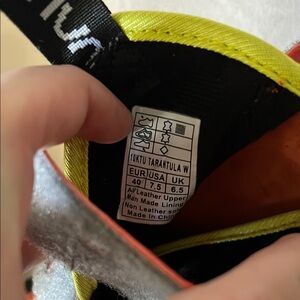 10KTU TARANTULA W
EUR USA UK
40 7.5 6.5
Leather Upper
Man Made Lining
Non Leather
Made In